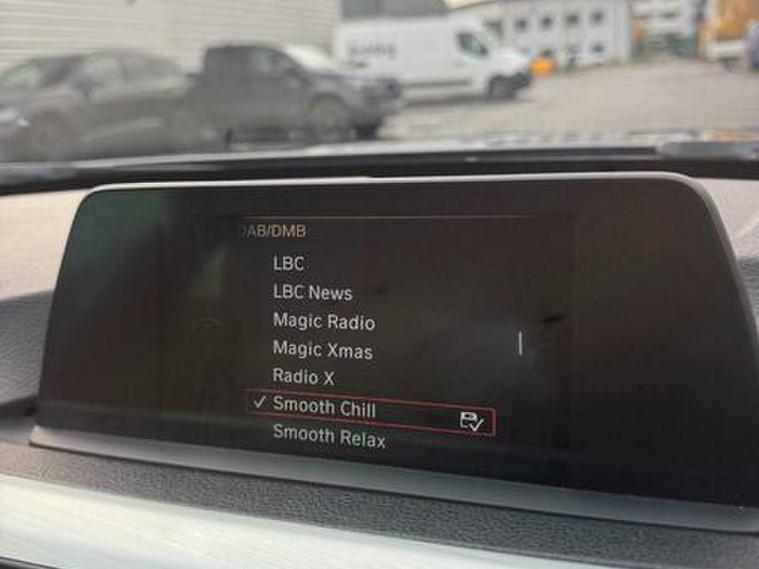 DAB/DMB
LBC
LBC News
Magic Radio
Magic Xmas
Radio X
Smooth Chill
Smooth Relax